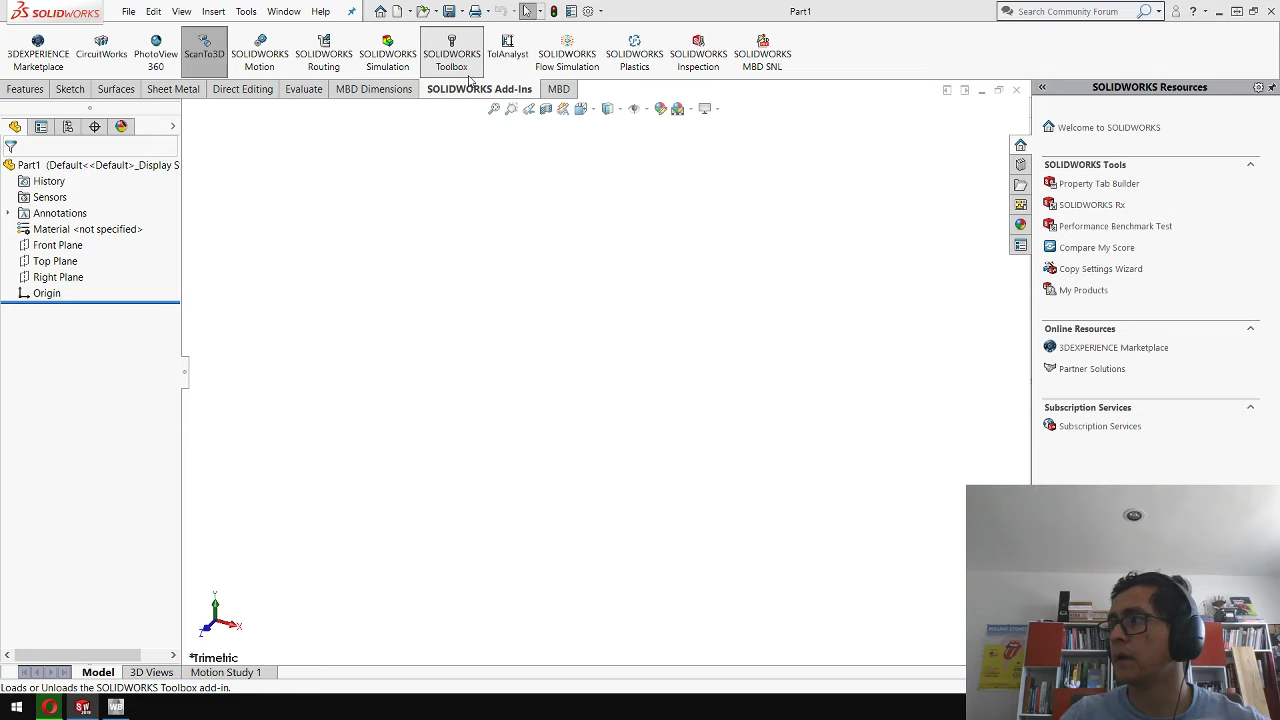 SOLIDWORKS
File Edit View Insert Tools Window Help
Part1
Search Community Forum
3DEXPERIENCE Marketplace
CircuitWorks
PhotoView 360
ScanTo3D
SOLIDWORKS Motion
SOLIDWORKS Routing
SOLIDWORKS Simulation
SOLIDWORKS Toolbox
TolAnalyst
SOLIDWORKS Flow Simulation
SOLIDWORKS Plastics
SOLIDWORKS Inspection
SOLIDWORKS MBD SNL
Features Sketch Surfaces Sheet Metal Direct Editing Evaluate MBD Dimensions SOLIDWORKS Add-Ins MBD
Part1 (Default<<Default>_Display S
History
Sensors
Annotations
Material <not specified>
Front Plane
Top Plane
Right Plane
Origin
SOLIDWORKS Resources
Welcome to SOLIDWORKS
SOLIDWORKS Tools
Property Tab Builder
SOLIDWORKS Rx
Performance Benchmark Test
Compare My Score
Copy Settings Wizard
My Products
Online Resources
3DEXPERIENCE Marketplace
Partner Solutions
Subscription Services
Subscription Services
Y
Z
X
*Trimetric
Model 3D Views Motion Study 1
Loads or Unloads the SOLIDWORKS Toolbox add-in.